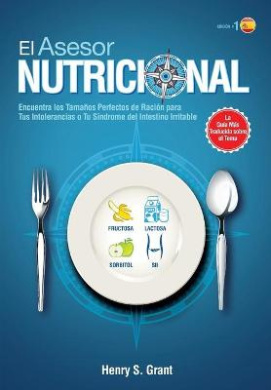 edición #1
El Asesor
NUTRICIONAL
Encuentra los Tamaños Perfectos de Ración para
Tus Intolerancias o Tu Síndrome del Intestino Irritable
La
Guía Más
Traducida sobre
el Tema
FRUCTOSA LACTOSA
SORBITOL SII
Henry S. Grant